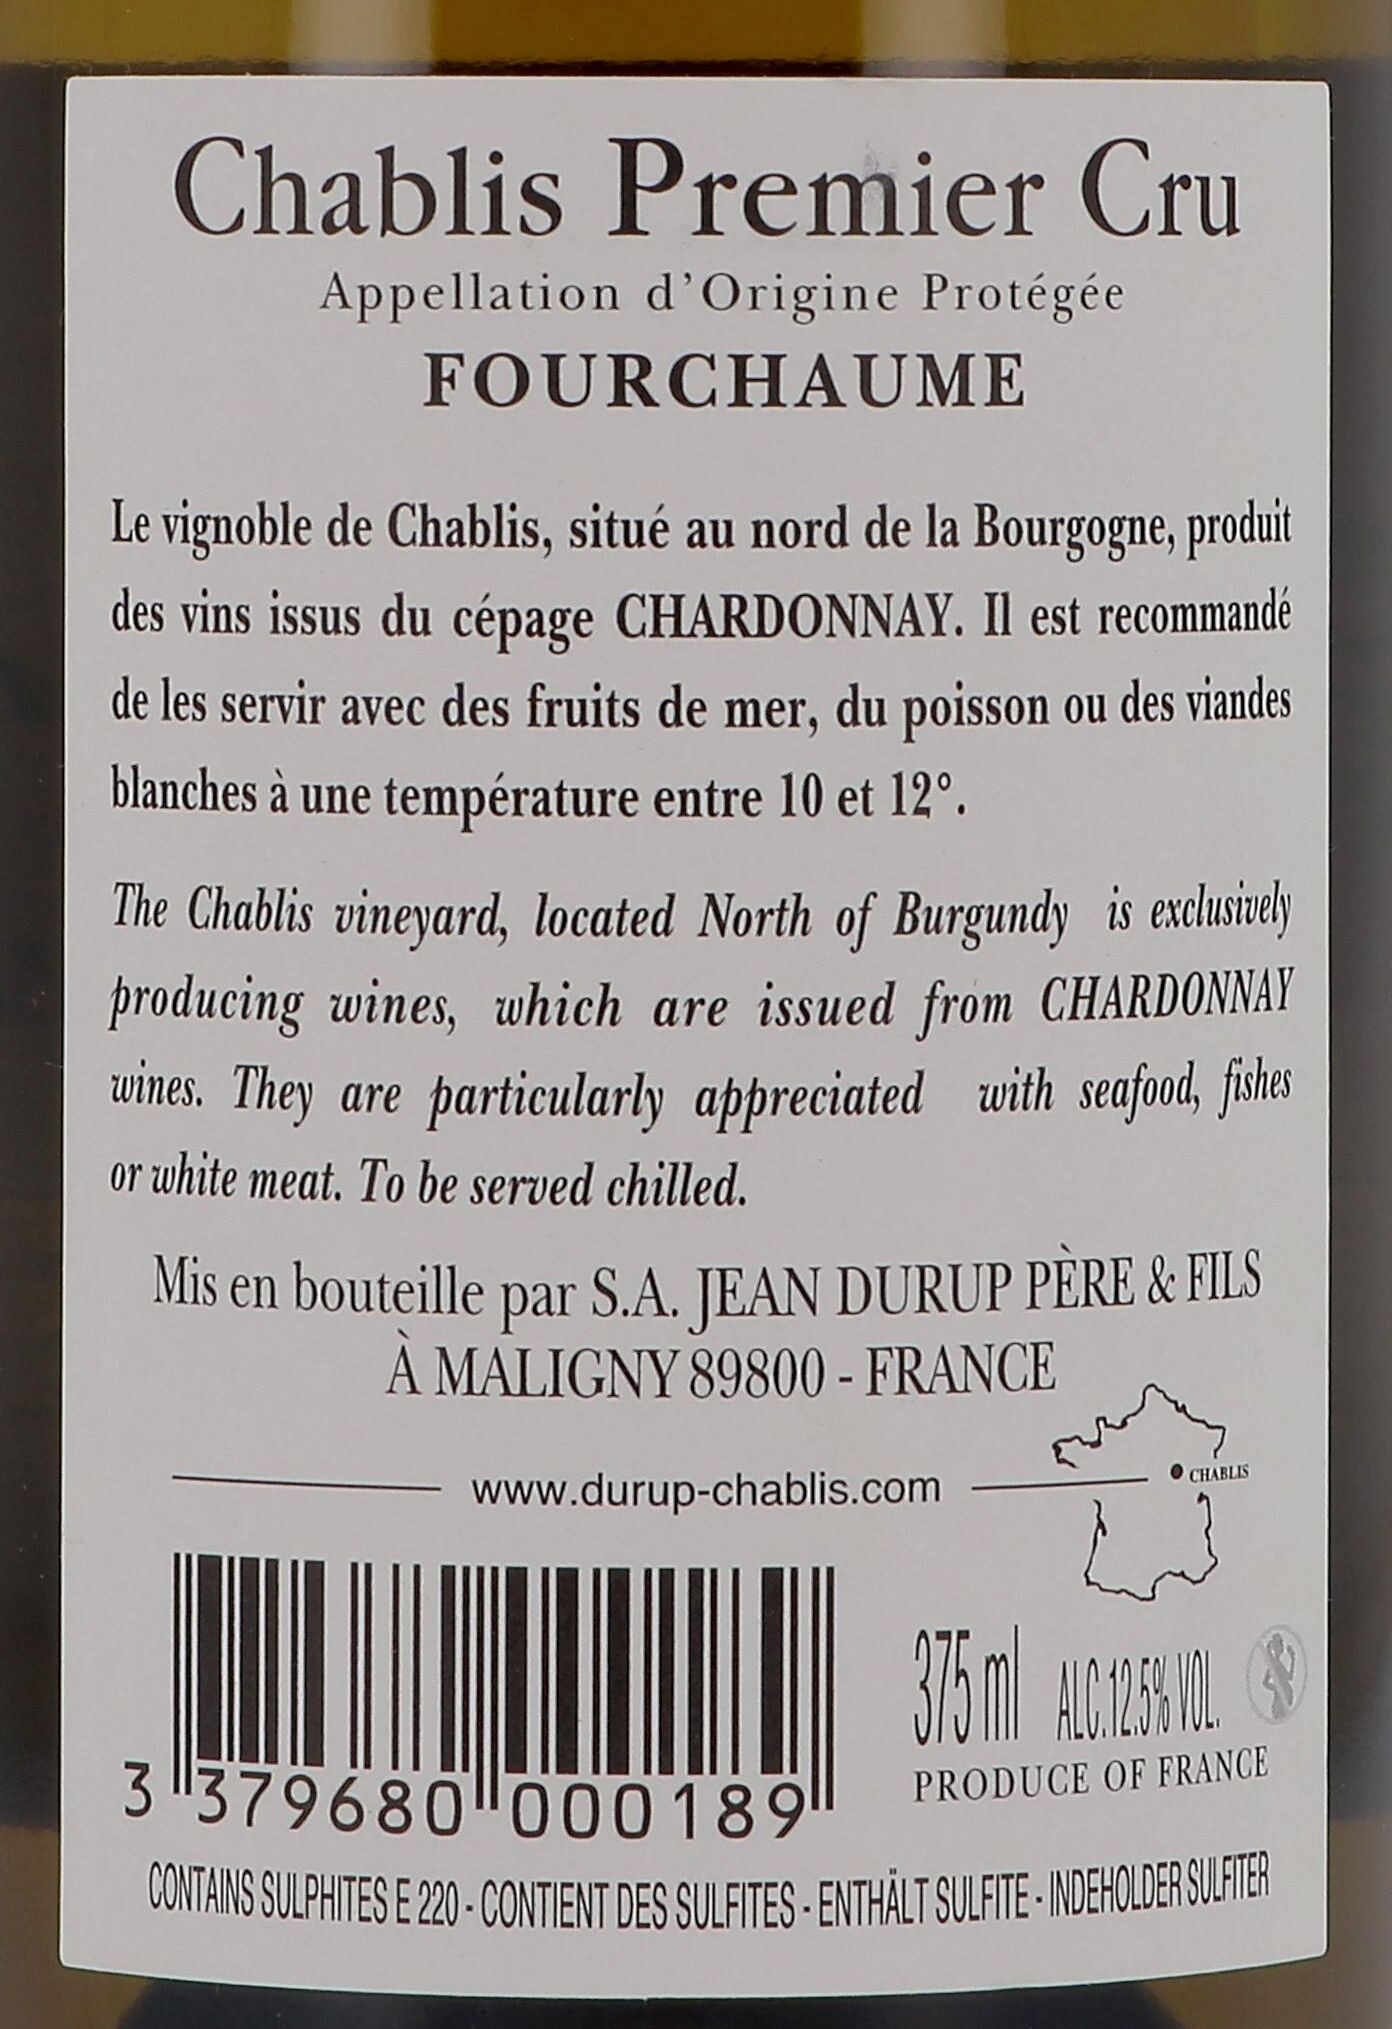 Chablis Premier Cru
Appellation d'Origine Protégée
FOURCHAUME
Le vignoble de Chablis, situé au nord de la Bourgogne, produit
des vins issus du cépage CHARDONNAY. Il est recommandé
de les servir avec des fruits de mer, du poisson ou des viandes
blanches à une température entre 10 et 12°.
The Chablis vineyard, located North of Burgundy is exclusively
producing wines, which are issued from CHARDONNAY
wines. They are particularly appreciated with seafood, fishes
or white meat. To be served chilled.
Mis en bouteille par S.A. JEAN DURUP PÈRE & FILS
À MALIGNY 89800 - FRANCE
www.durup-chablis.com
CHABLIS
375 ml ALC.12.5% VOL.
PRODUCE OF FRANCE
3 379680 000189
CONTAINS SULPHITES E 220 - CONTIENT DES SULFITES - ENTHÄLT SULFITE - INDEHOLDER SULFITER